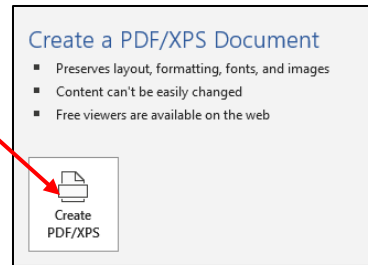 Create a PDF/XPS Document
Preserves layout, formatting, fonts, and images
Content can't be easily changed
Free viewers are available on the web
Create
PDF/XPS